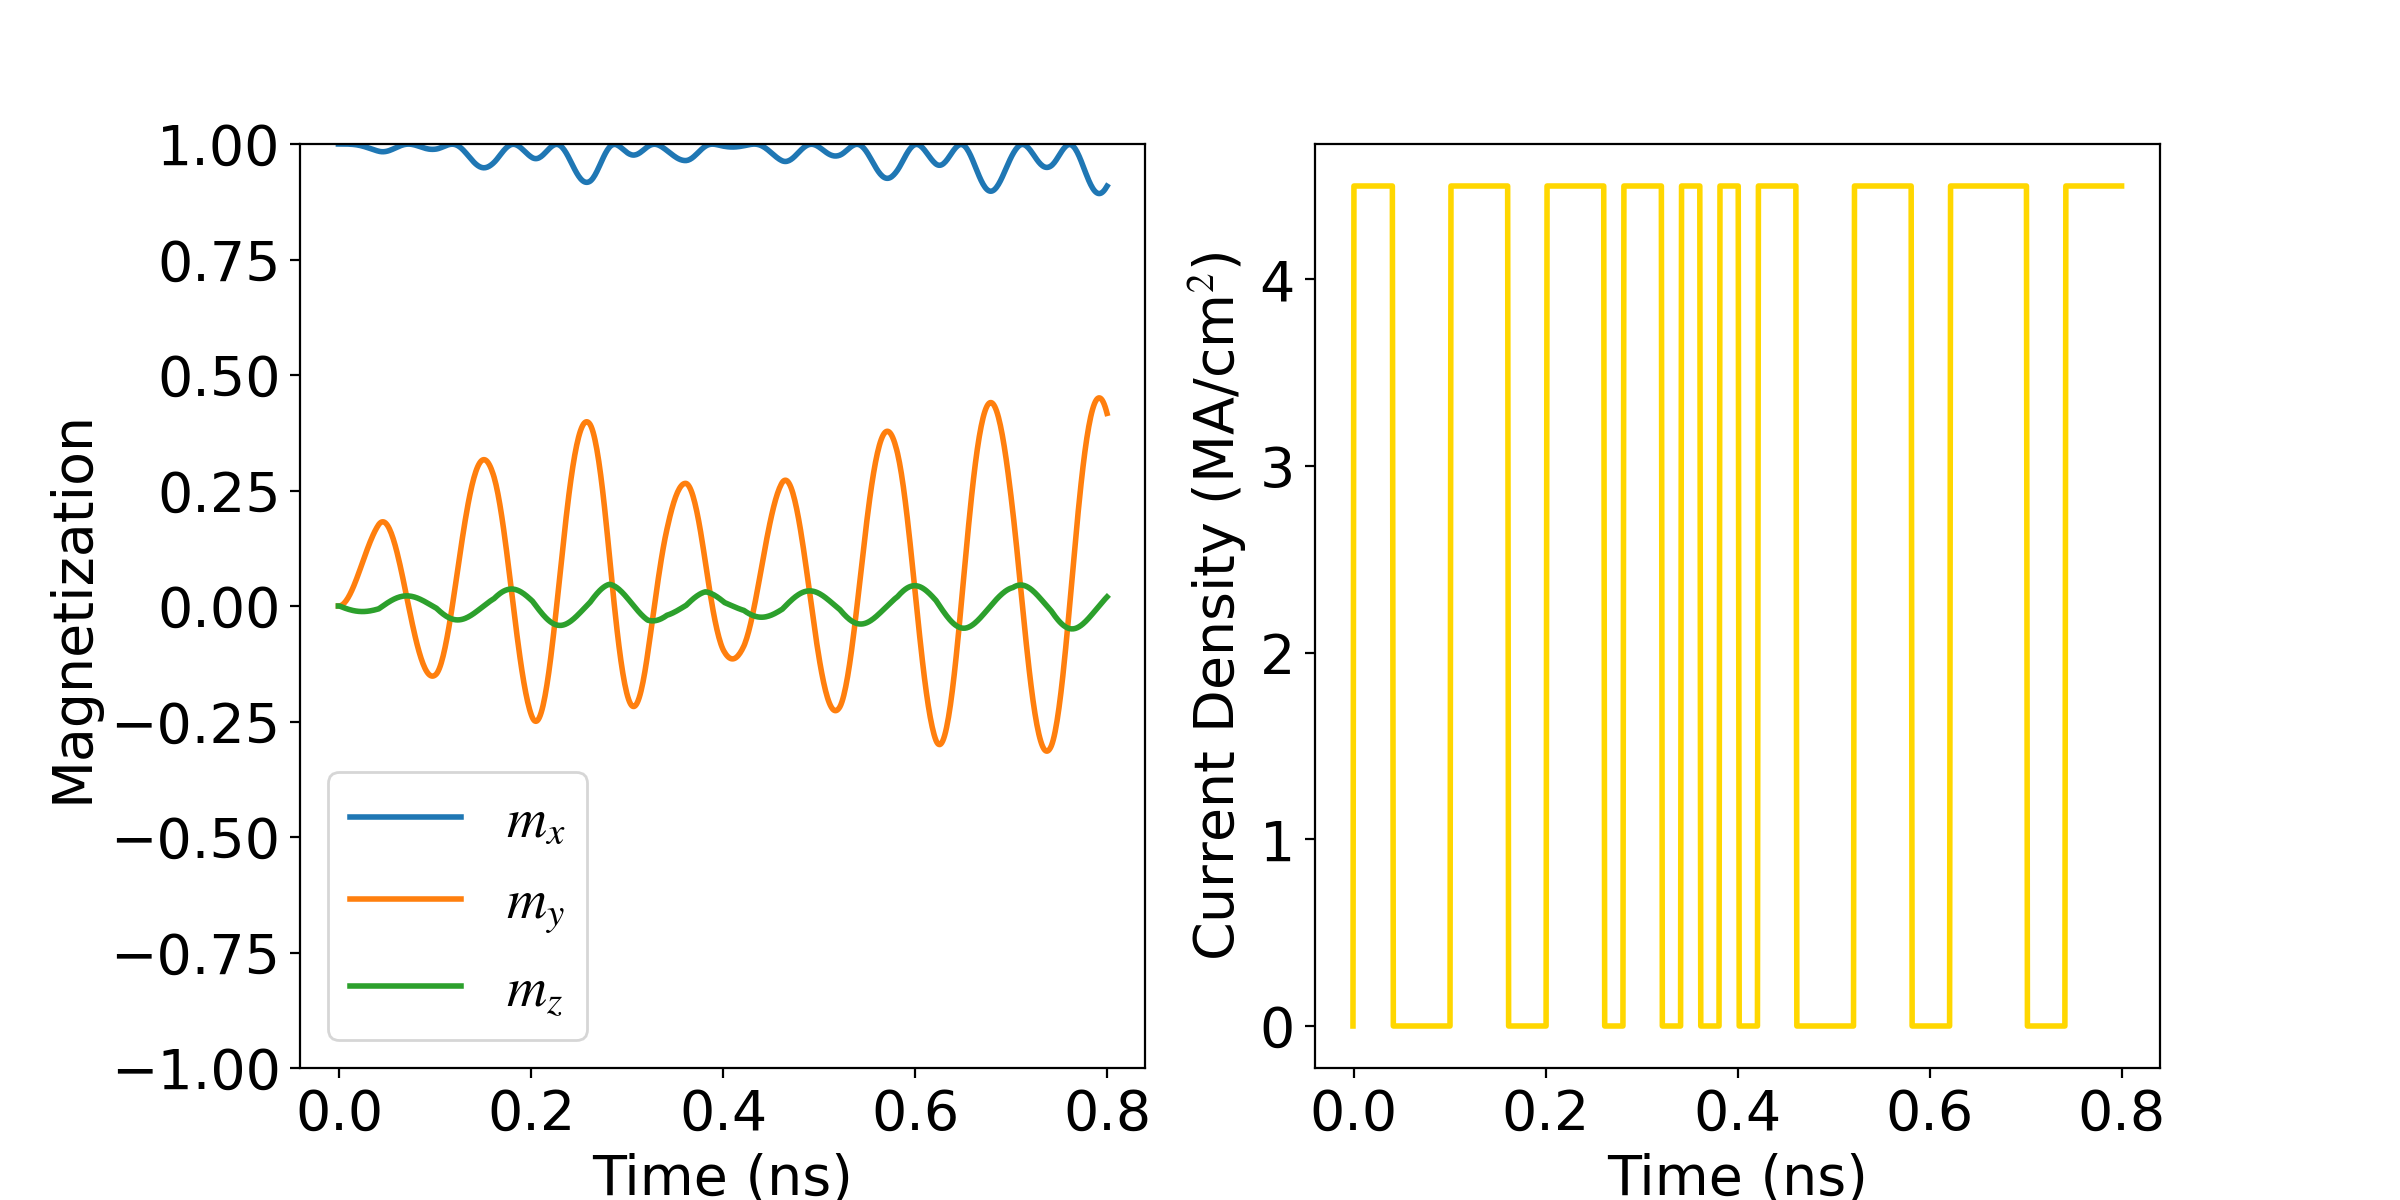 1.00
0.75
0.50
0.25
0.00
−0.25
−0.50
−0.75
−1.00
Magnetization
m_x
m_y
m_z
0.0 0.2 0.4 0.6 0.8
Time (ns)
4
3
2
1
0
Current Density (MA/cm²)
0.0 0.2 0.4 0.6 0.8
Time (ns)